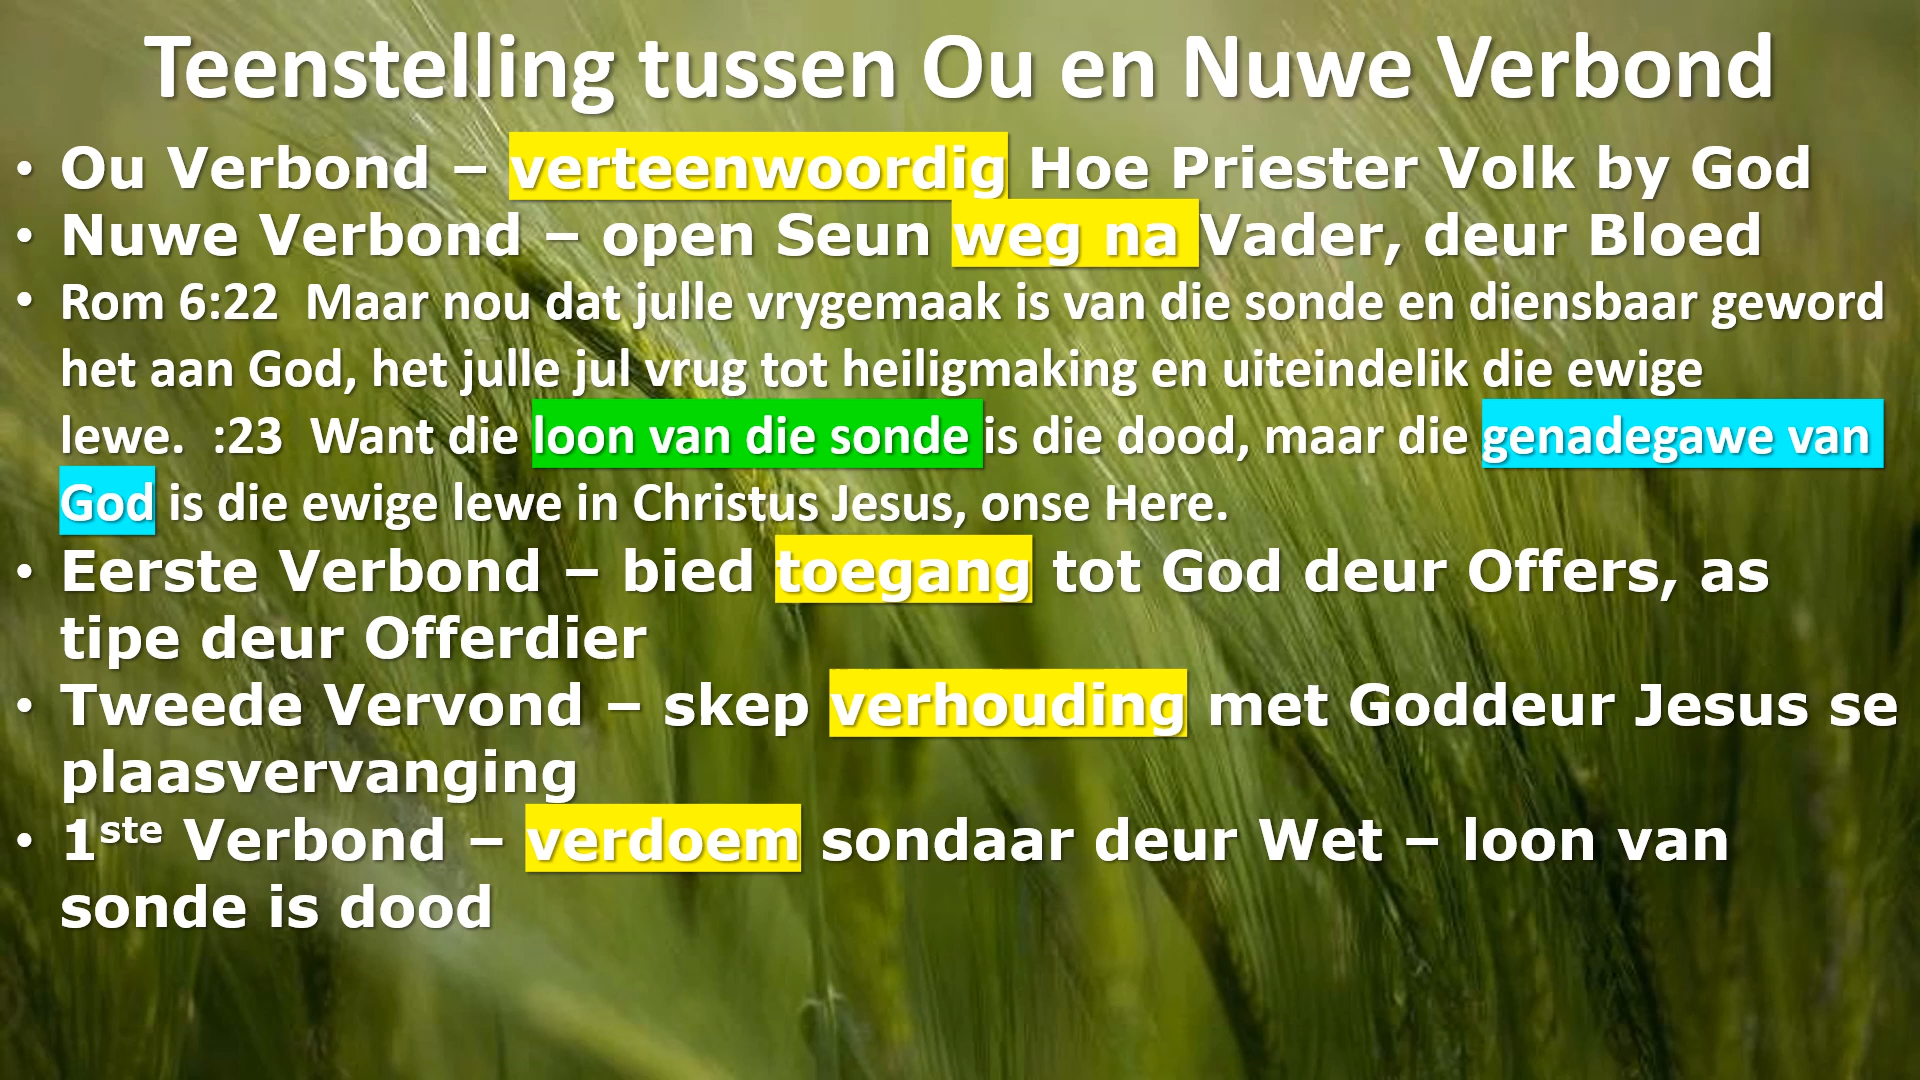 Teenstelling tussen Ou en Nuwe Verbond
• Ou Verbond – verteenwoordig Hoe Priester Volk by God
• Nuwe Verbond – open Seun weg na Vader, deur Bloed
• Rom 6:22  Maar nou dat julle vrygemaak is van die sonde en diensbaar geword
het aan God, het julle jul vrug tot heiligmaking en uiteindelik die ewige
lewe.  :23  Want die loon van die sonde is die dood, maar die genadegawe van
God is die ewige lewe in Christus Jesus, onse Here.
• Eerste Verbond – bied toegang tot God deur Offers, as
tipe deur Offerdier
• Tweede Vervond – skep verhouding met Goddeur Jesus se
plaasvervanging
• 1ste Verbond – verdoem sondaar deur Wet – loon van
sonde is dood